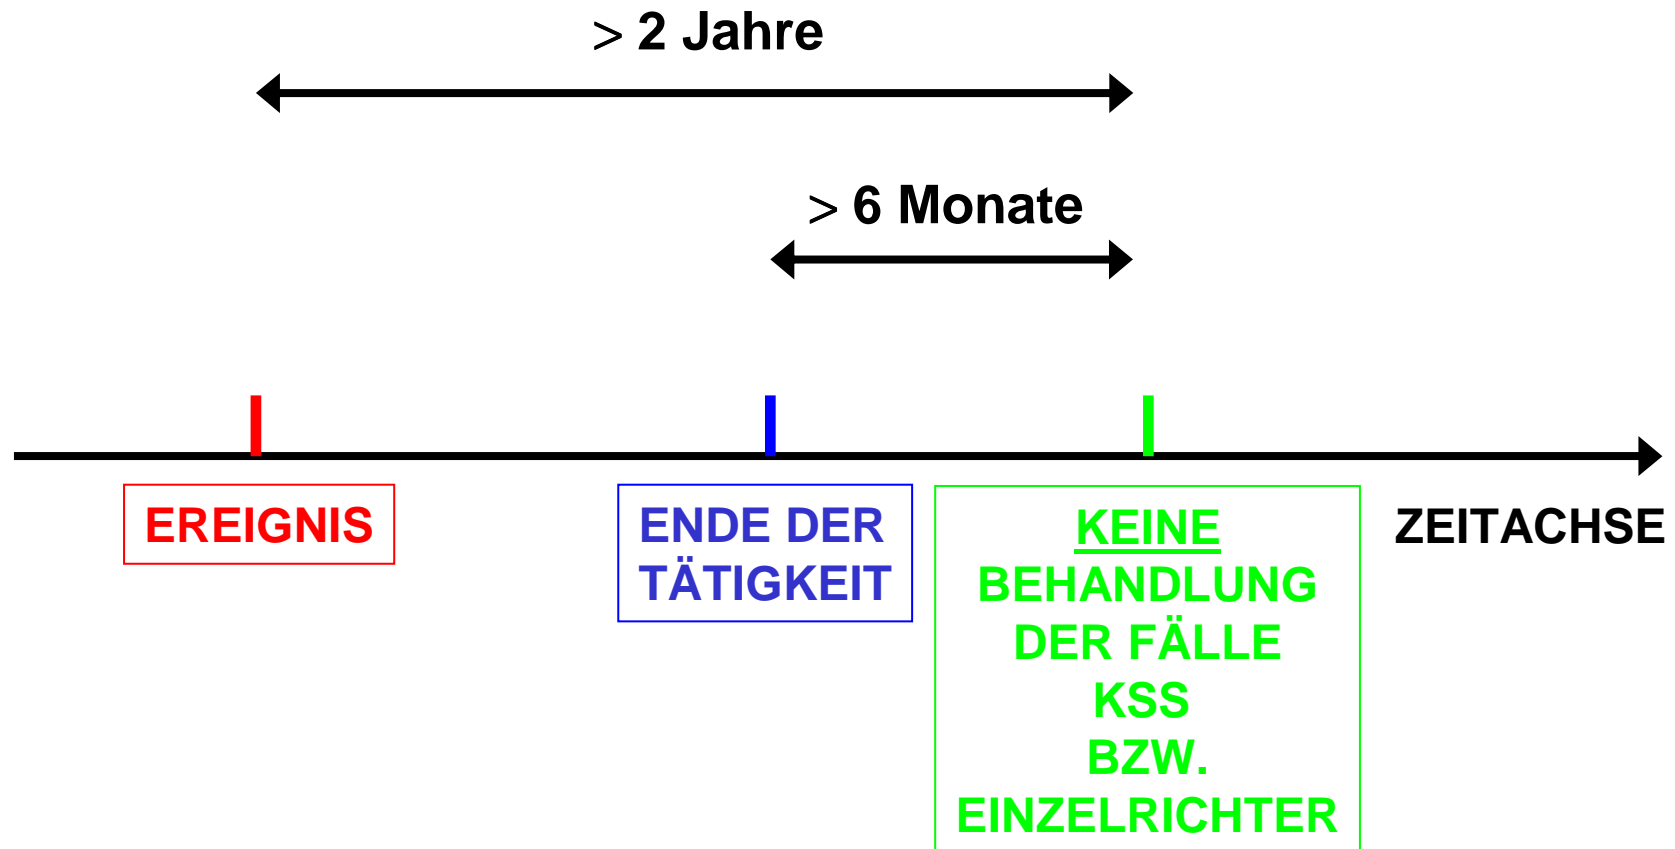 > 2 Jahre
> 6 Monate
EREIGNIS
ENDE DER
TÄTIGKEIT
KEINE
BEHANDLUNG
DER FÄLLE
KSS
BZW.
EINZELRICHTER
ZEITACHSE